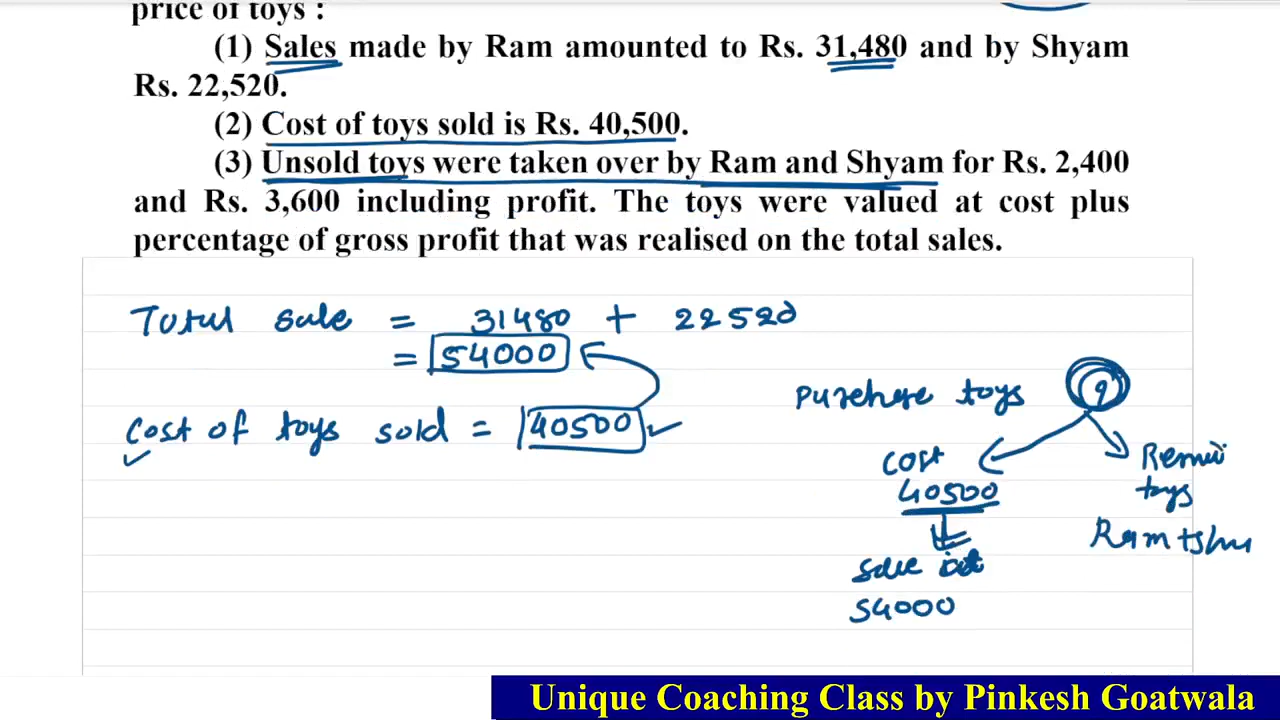 price of toys :
(1) Sales made by Ram amounted to Rs. 31,480 and by Shyam
Rs. 22,520.
(2) Cost of toys sold is Rs. 40,500.
(3) Unsold toys were taken over by Ram and Shyam for Rs. 2,400
and Rs. 3,600 including profit. The toys were valued at cost plus
percentage of gross profit that was realised on the total sales.
Total sale = 31480 + 22520
= 54000
Cost of toys sold = 40500
purchase toys ?
cost
40500
sale
54000
toys
Ram +
Unique Coaching Class by Pinkesh Goatwala